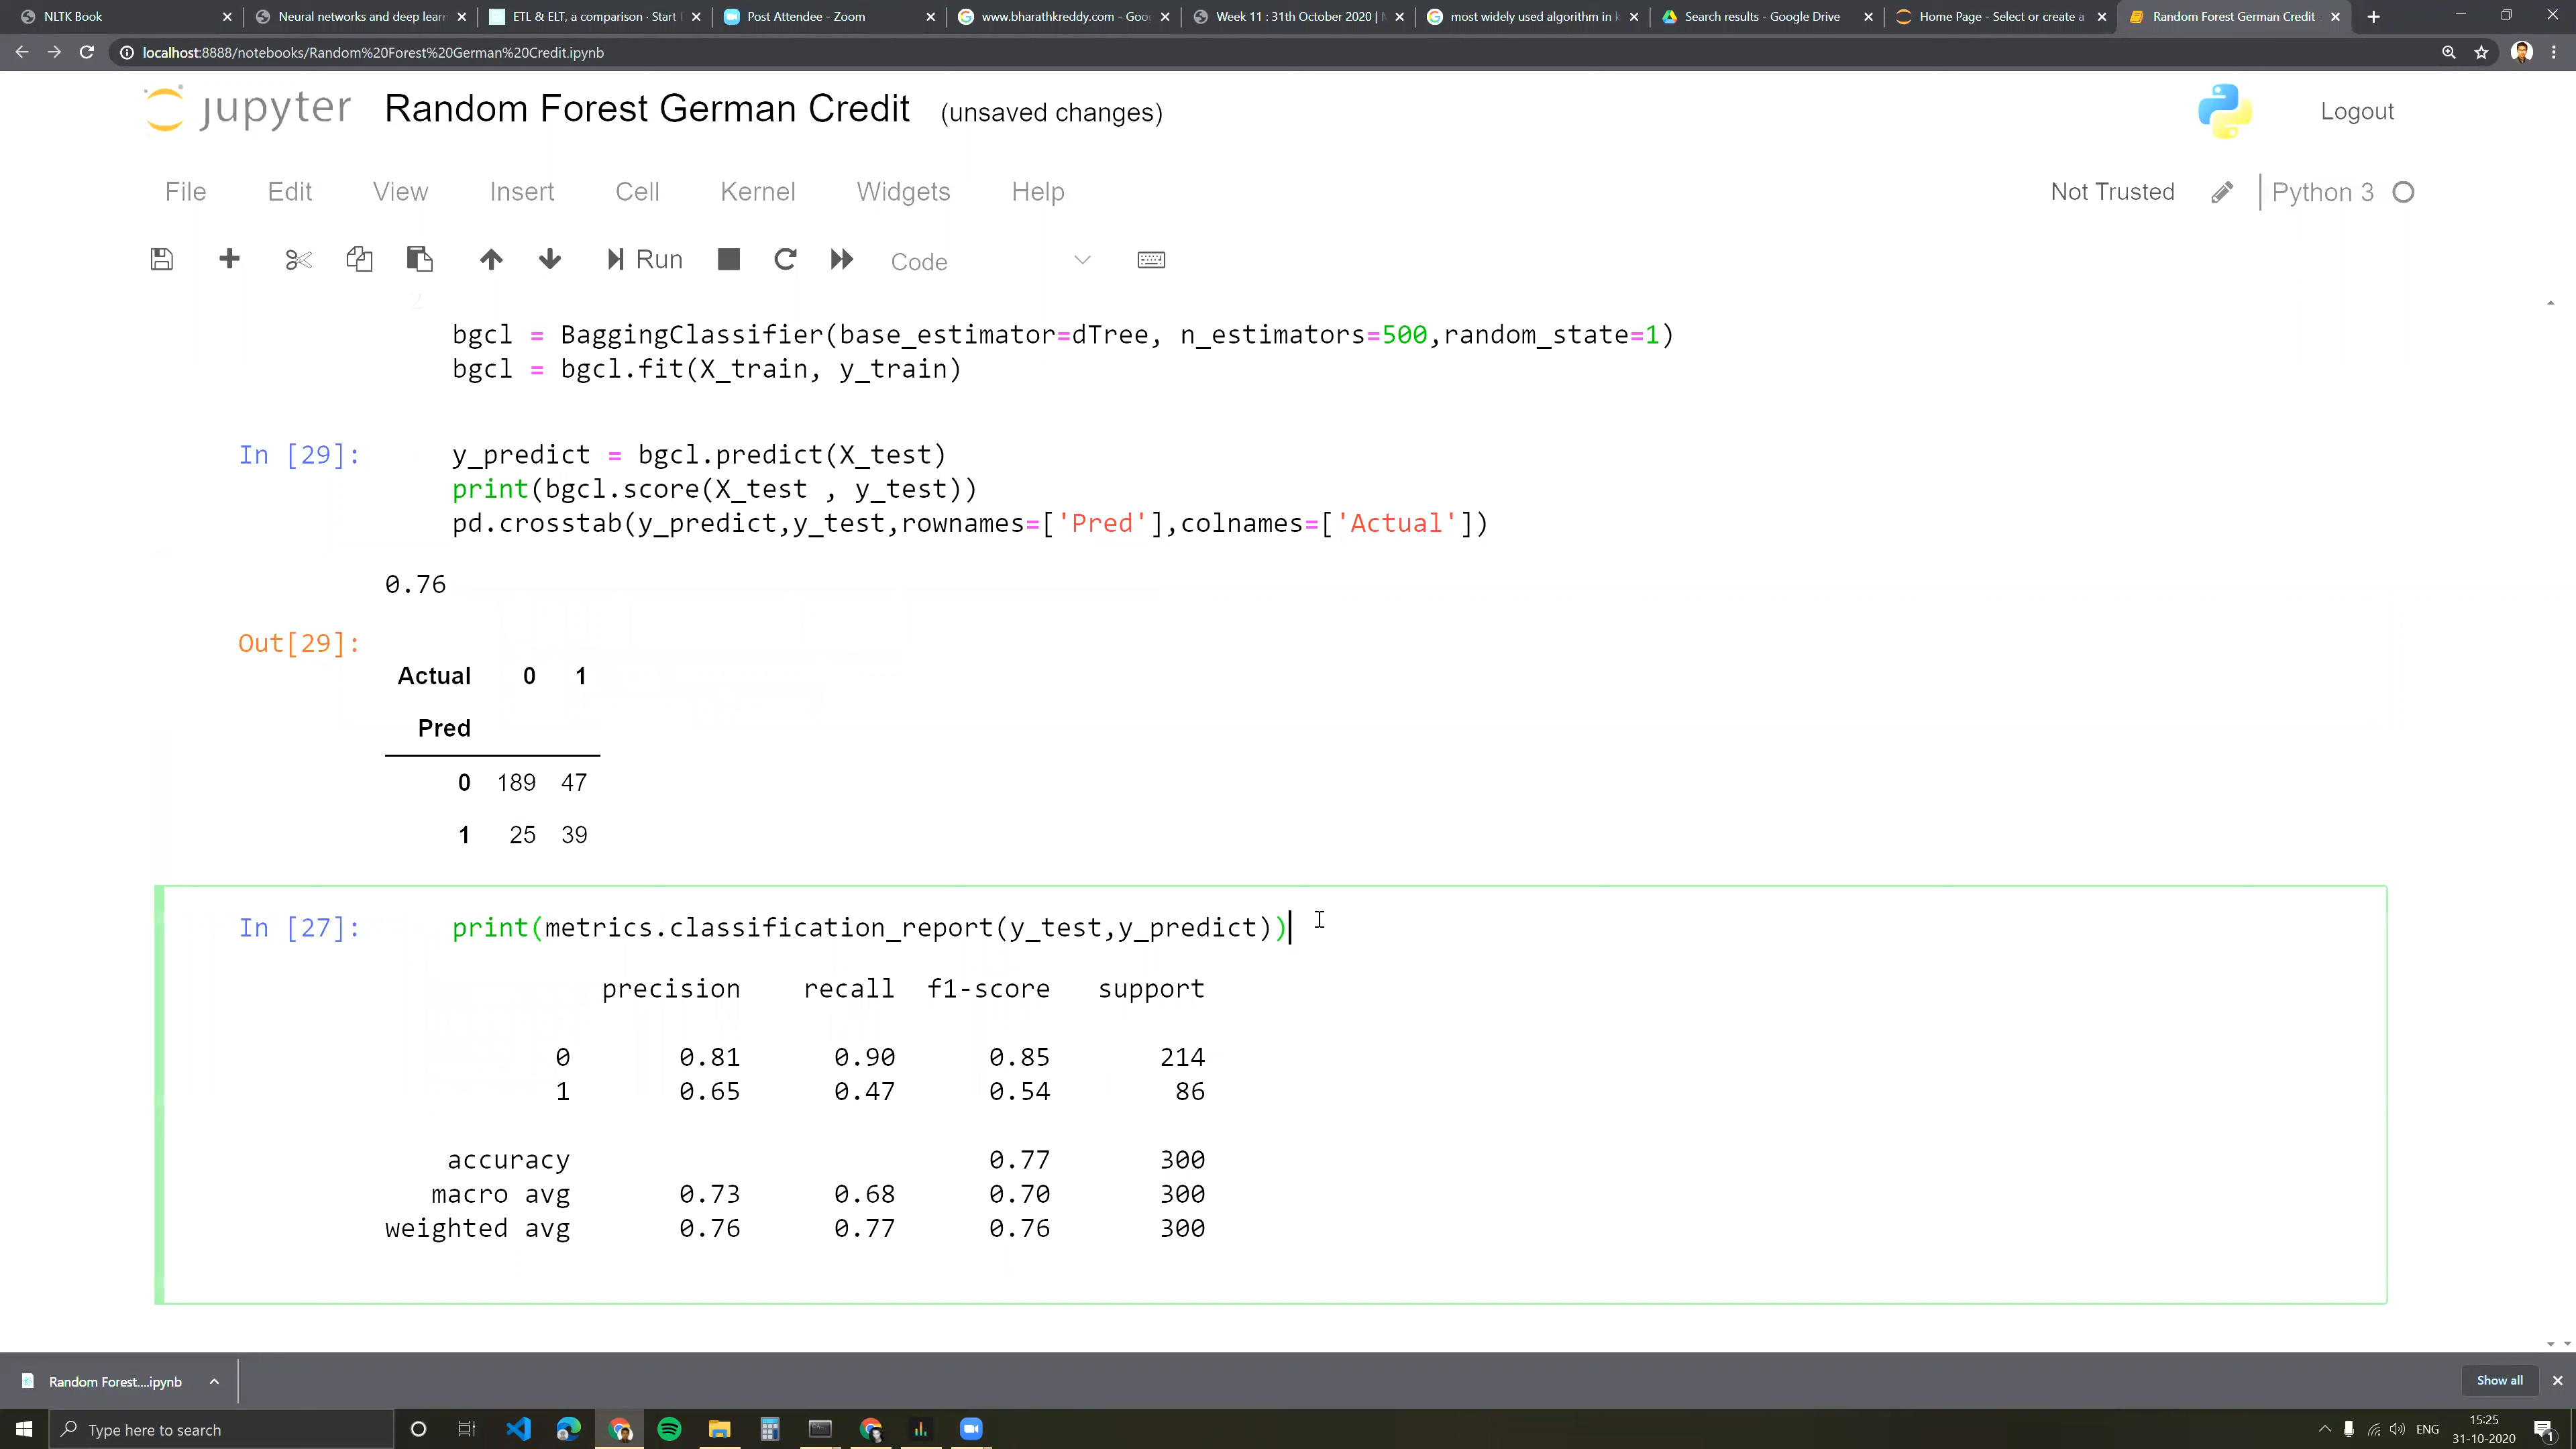 NLTK Book
Neural networks and deep learn
ETL & ELT, a comparison · Start
Post Attendee - Zoom
www.bharathkreddy.com - Goo
Week 11 : 31th October 2020 |
most widely used algorithm in k
Search results - Google Drive
Home Page - Select or create a
Random Forest German Credit
localhost:8888/notebooks/Random%20Forest%20German%20Credit.ipynb
jupyter Random Forest German Credit (unsaved changes)
Logout
File Edit View Insert Cell Kernel Widgets Help
Not Trusted
Python 3
Run
Code
bgcl = BaggingClassifier(base_estimator=dTree, n_estimators=500,random_state=1)
bgcl = bgcl.fit(X_train, y_train)
In [29]: y_predict = bgcl.predict(X_test)
print(bgcl.score(X_test , y_test))
pd.crosstab(y_predict,y_test,rownames=['Pred'],colnames=['Actual'])
0.76
Out[29]:
Actual 0 1
Pred
0 189 47
1 25 39
In [27]: print(metrics.classification_report(y_test,y_predict))
precision recall f1-score support
0 0.81 0.90 0.85 214
1 0.65 0.47 0.54 86
accuracy 0.77 300
macro avg 0.73 0.68 0.70 300
weighted avg 0.76 0.77 0.76 300
Random Forest....ipynb
Show all
Type here to search
ENG
15:25
31-10-2020
1